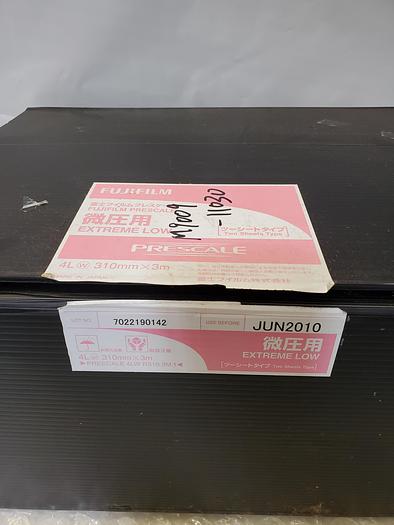 FUJIFILM
富士フイルムプレスケール
FUJIFILM PRESCALE
微圧用
EXTREME LOW
M9009
-11030
ツーシートタイプ
Two Sheets Type
PRESCALE
4LW 310mm×3m
MADE IN JAPAN
フイルム株式会社
LOT NO
7022190142
USE BEFORE
JUN2010
微圧用
EXTREME LOW
4LW 310mm×3m
▶PRESCALE 4LW R310 3M 1◀
[ツーシートタイプ Two Sheets Type]